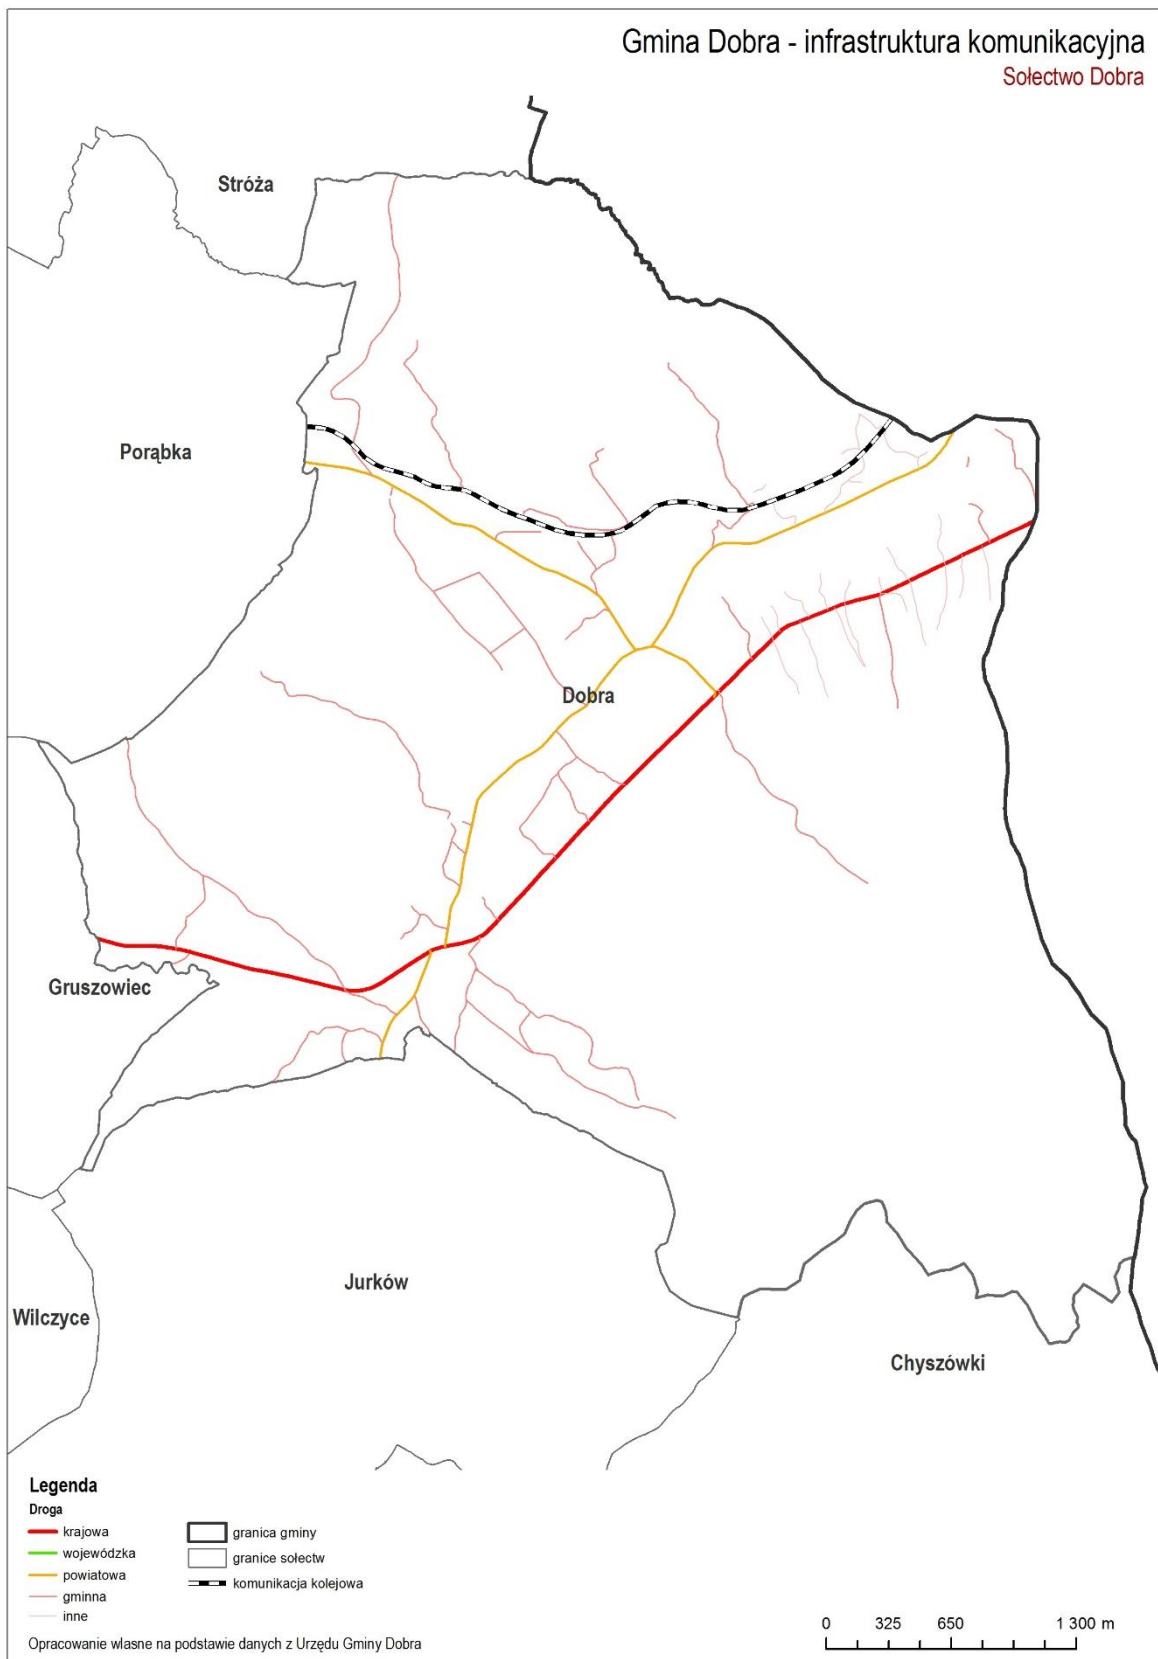 Gmina Dobra - infrastruktura komunikacyjna
Sołectwo Dobra
Stróża
Porąbka
Dobra
Gruszowiec
Jurków
Wilczyce
Chyszówki
Legenda
Droga
krajowa
wojewódzka
powiatowa
gminna
inne
granica gminy
granice sołectw
komunikacja kolejowa
0 325 650 1 300 m
Opracowanie własne na podstawie danych z Urzędu Gminy Dobra